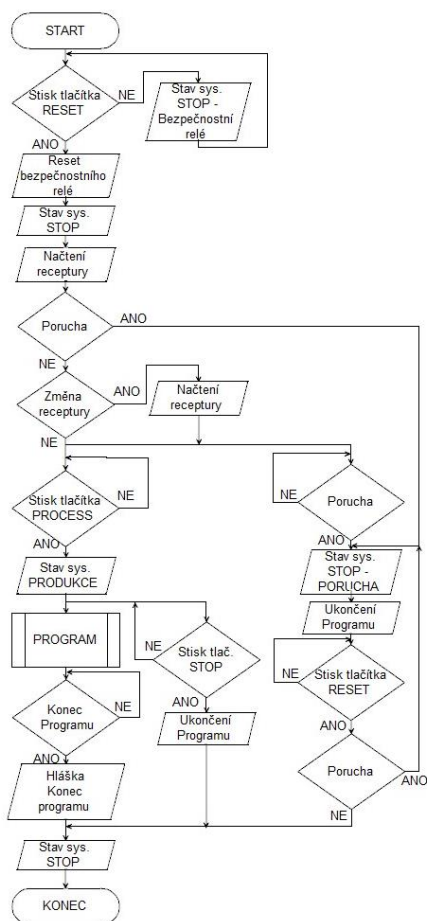 START
Stisk tlačítka
RESET
NE
Stav sys.
STOP -
Bezpečnostní
relé
ANO
Reset
bezpečnostního
relé
Stav sys.
STOP
Načtení
receptury
Porucha
ANO
NE
Změna
receptury
ANO
Načtení
receptury
NE
Stisk tlačítka
PROCESS
NE
NE
Porucha
ANO
ANO
Stav sys.
PRODUKCE
Stav sys.
STOP -
PORUCHA
Ukončení
Programu
PROGRAM
NE
Stisk tlač.
STOP
NE
Stisk tlačítka
RESET
Konec
Programu
NE
ANO
Ukončení
Programu
ANO
ANO
Hláška
Konec
programu
Porucha
ANO
NE
Stav sys.
STOP
KONEC